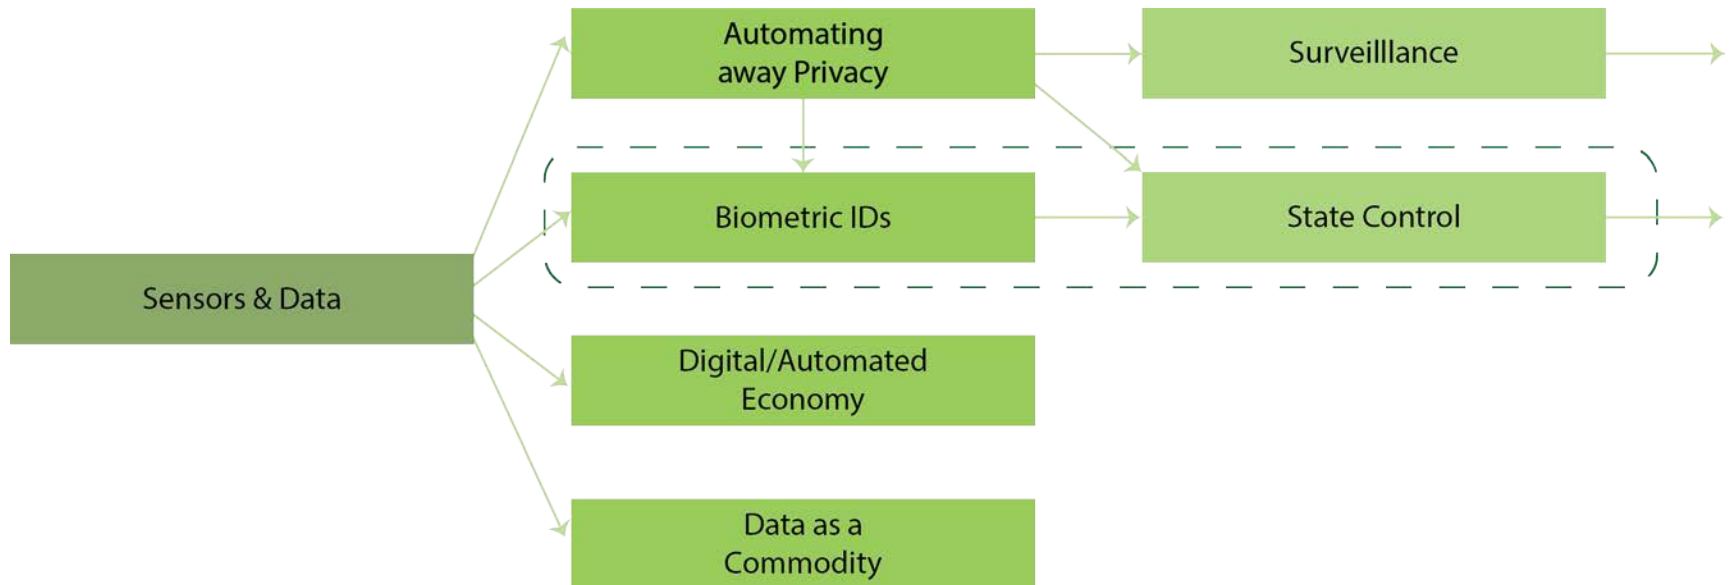 Automating
away Privacy
Surveilllance
Biometric IDs
State Control
Sensors & Data
Digital/Automated
Economy
Data as a
Commodity